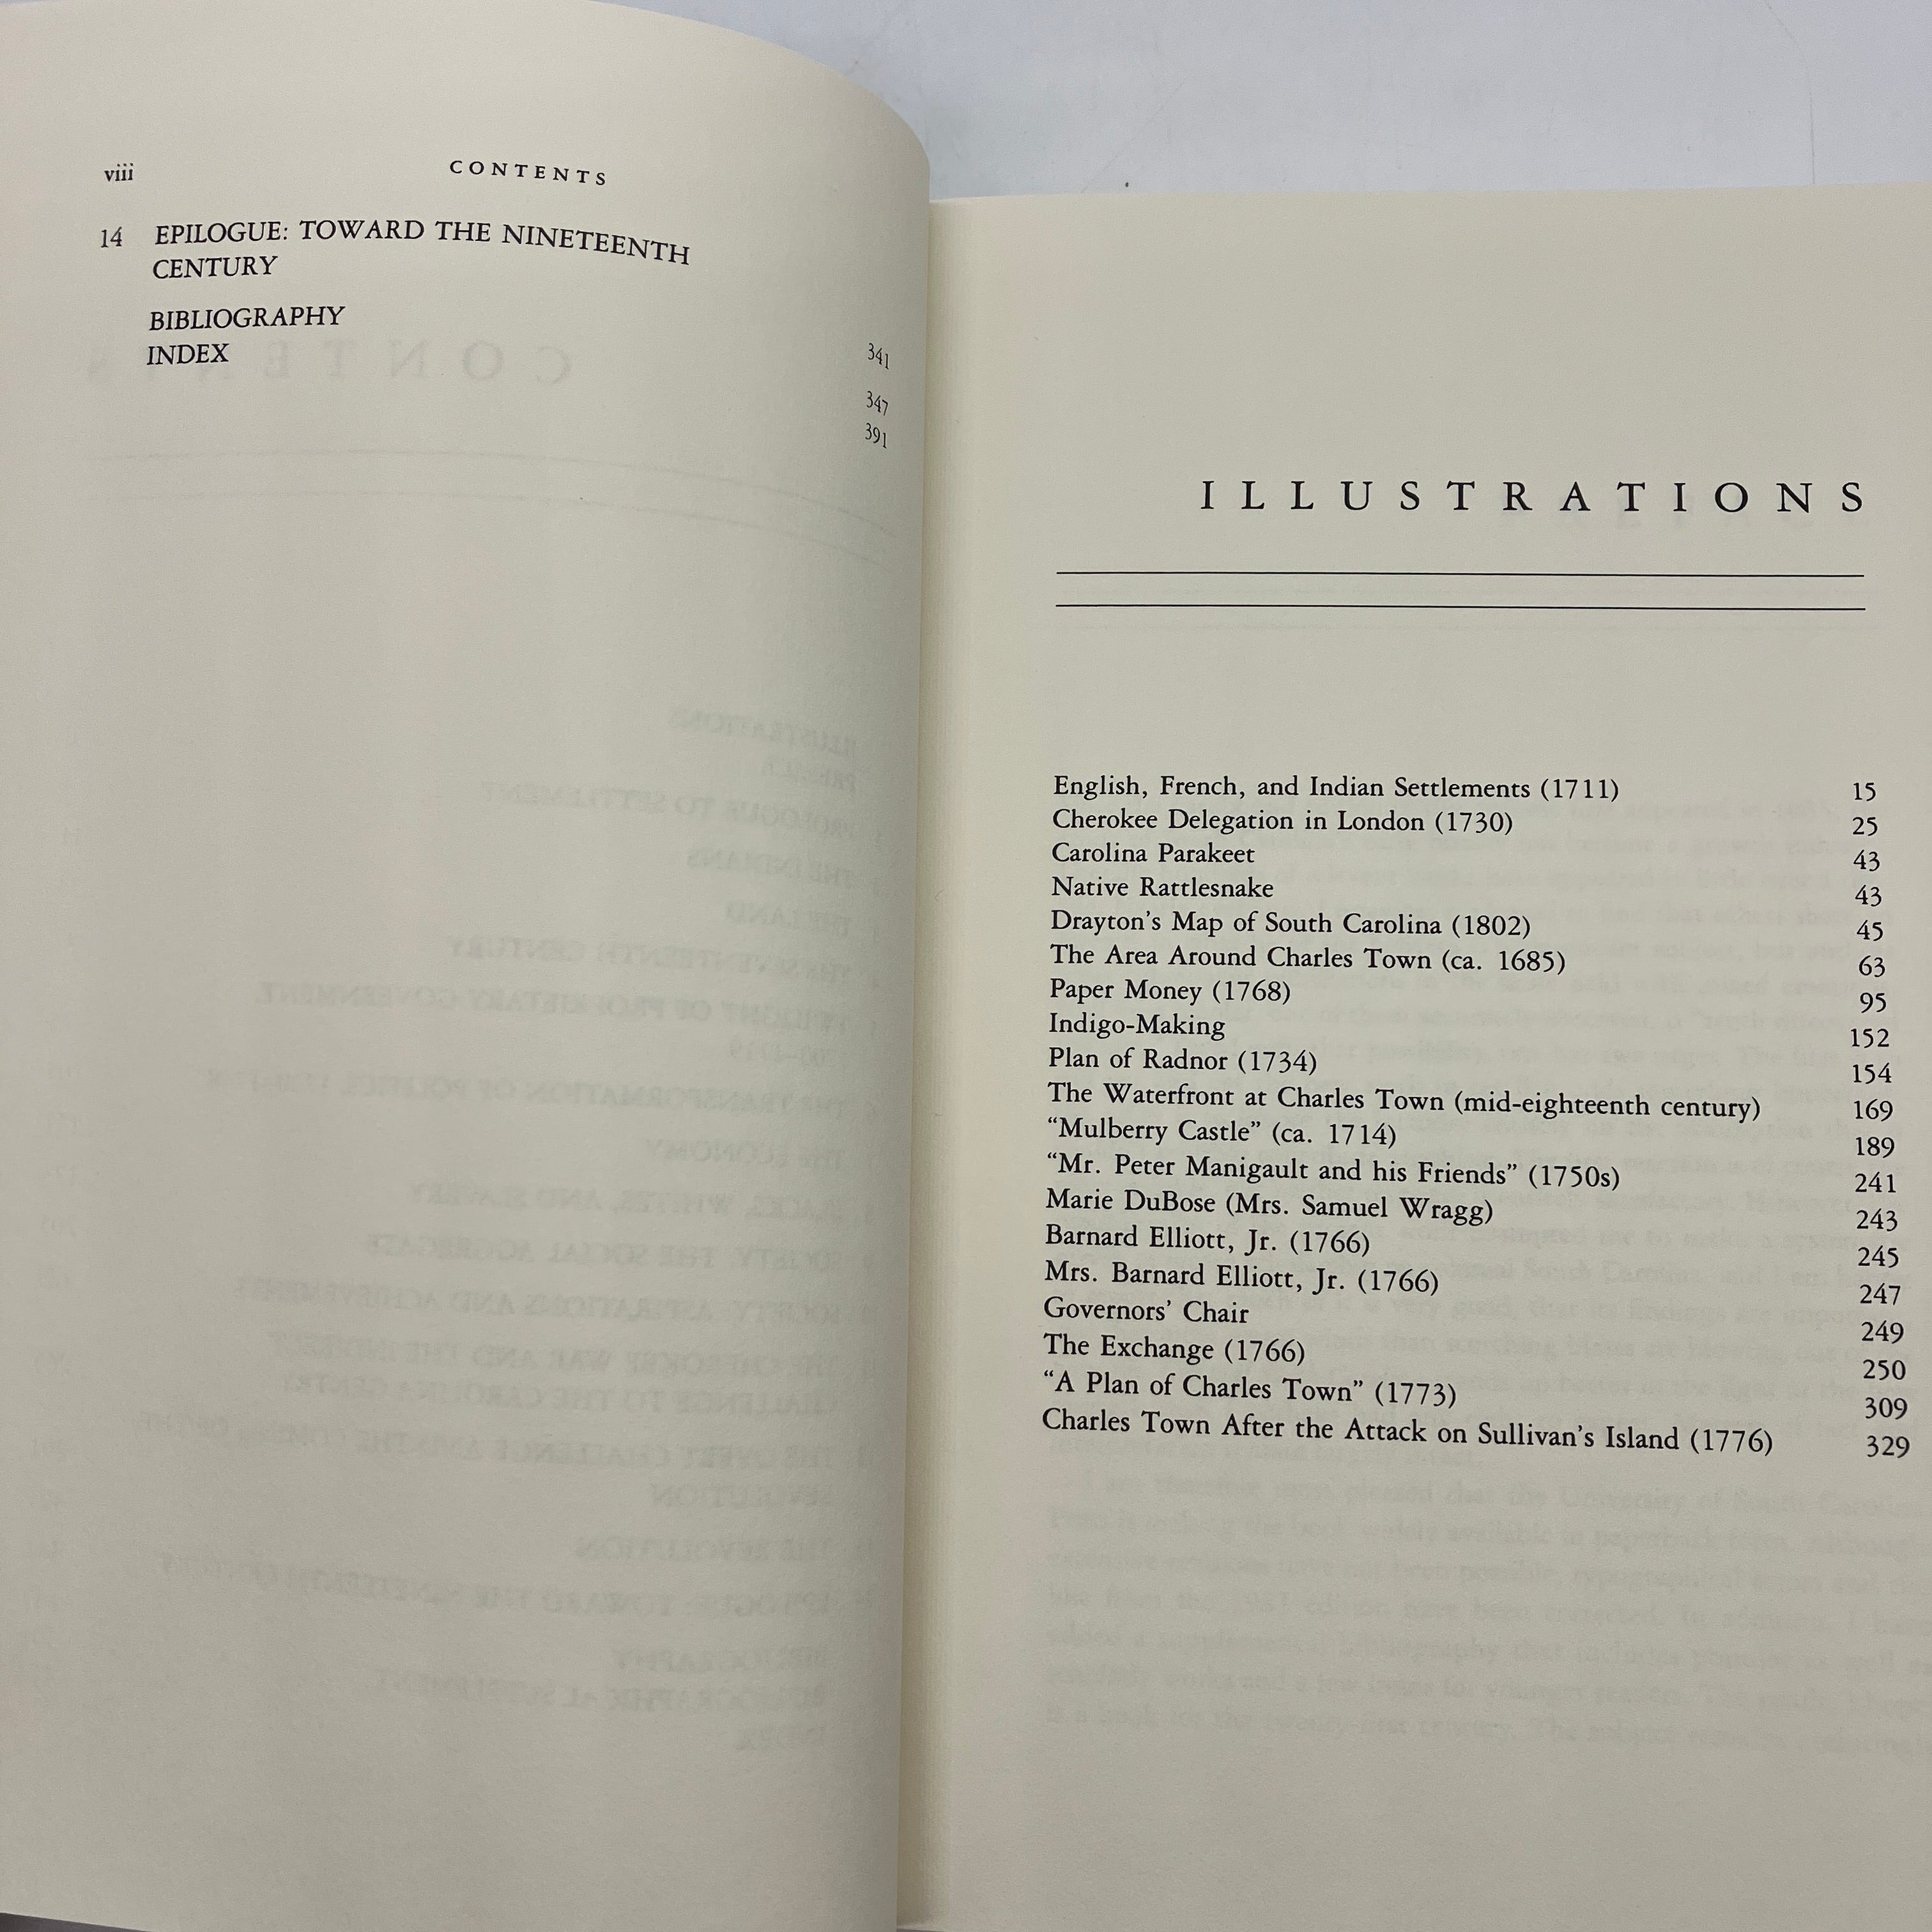 viii CONTENTS
14 EPILOGUE: TOWARD THE NINETEENTH
CENTURY 341
BIBLIOGRAPHY 347
INDEX 391
ILLUSTRATIONS
English, French, and Indian Settlements (1711) 15
Cherokee Delegation in London (1730) 25
Carolina Parakeet 43
Native Rattlesnake 43
Drayton's Map of South Carolina (1802) 45
The Area Around Charles Town (ca. 1685) 63
Paper Money (1768) 95
Indigo-Making 152
Plan of Radnor (1734) 154
The Waterfront at Charles Town (mid-eighteenth century) 169
“Mulberry Castle” (ca. 1714) 189
“Mr. Peter Manigault and his Friends” (1750s) 241
Marie DuBose (Mrs. Samuel Wragg) 243
Barnard Elliott, Jr. (1766) 245
Mrs. Barnard Elliott, Jr. (1766) 247
Governors' Chair 249
The Exchange (1766) 250
“A Plan of Charles Town” (1773) 309
Charles Town After the Attack on Sullivan's Island (1776) 329